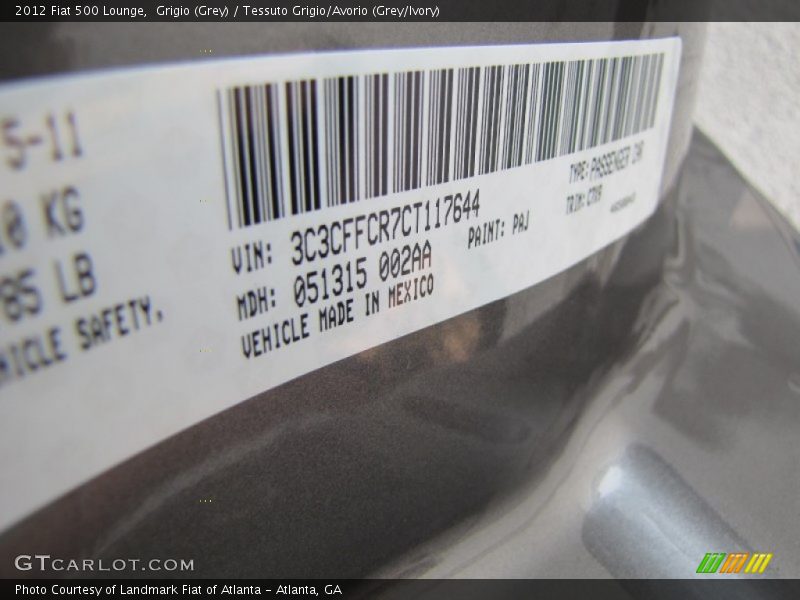 2012 Fiat 500 Lounge, Grigio (Grey) / Tessuto Grigio/Avorio (Grey/Ivory)
5-11
KG
85 LB
SAFETY.
VIN: 3C3CFFCR7CT117644
MDH: 051315 002AA
VEHICLE MADE IN MEXICO
PAINT: PAJ
TYPE: PASSENGER CAR
TRIM:
GTCARLOT.COM
Photo Courtesy of Landmark Fiat of Atlanta - Atlanta, GA